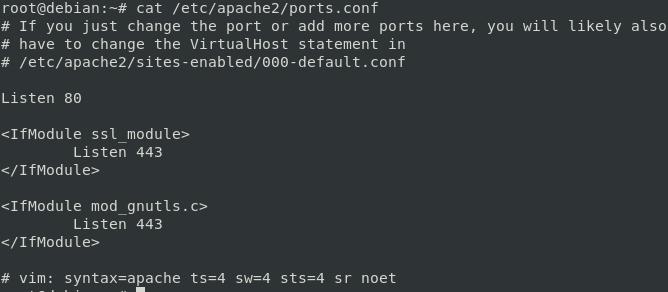 root@debian:~# cat /etc/apache2/ports.conf
# If you just change the port or add more ports here, you will likely also
# have to change the VirtualHost statement in
# /etc/apache2/sites-enabled/000-default.conf

Listen 80

<IfModule ssl_module>
        Listen 443
</IfModule>

<IfModule mod_gnutls.c>
        Listen 443
</IfModule>

# vim: syntax=apache ts=4 sw=4 sts=4 sr noet